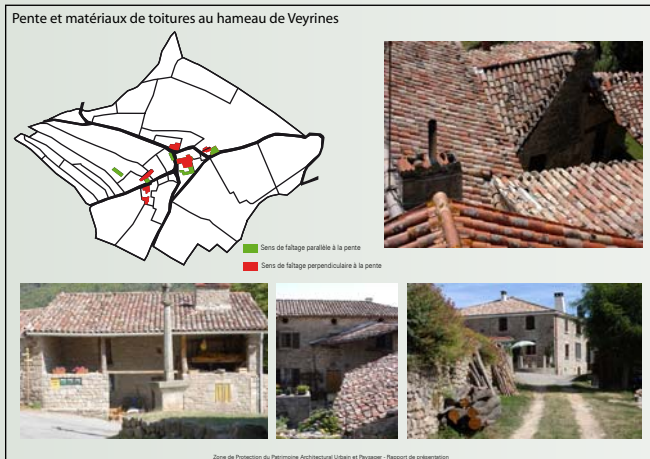 Pente et matériaux de toitures au hameau de Veyrines
Sens de faîtage parallèle à la pente
Sens de faîtage perpendiculaire à la pente
Zone de Protection du Patrimoine Architectural Urbain et Paysager - Rapport de présentation